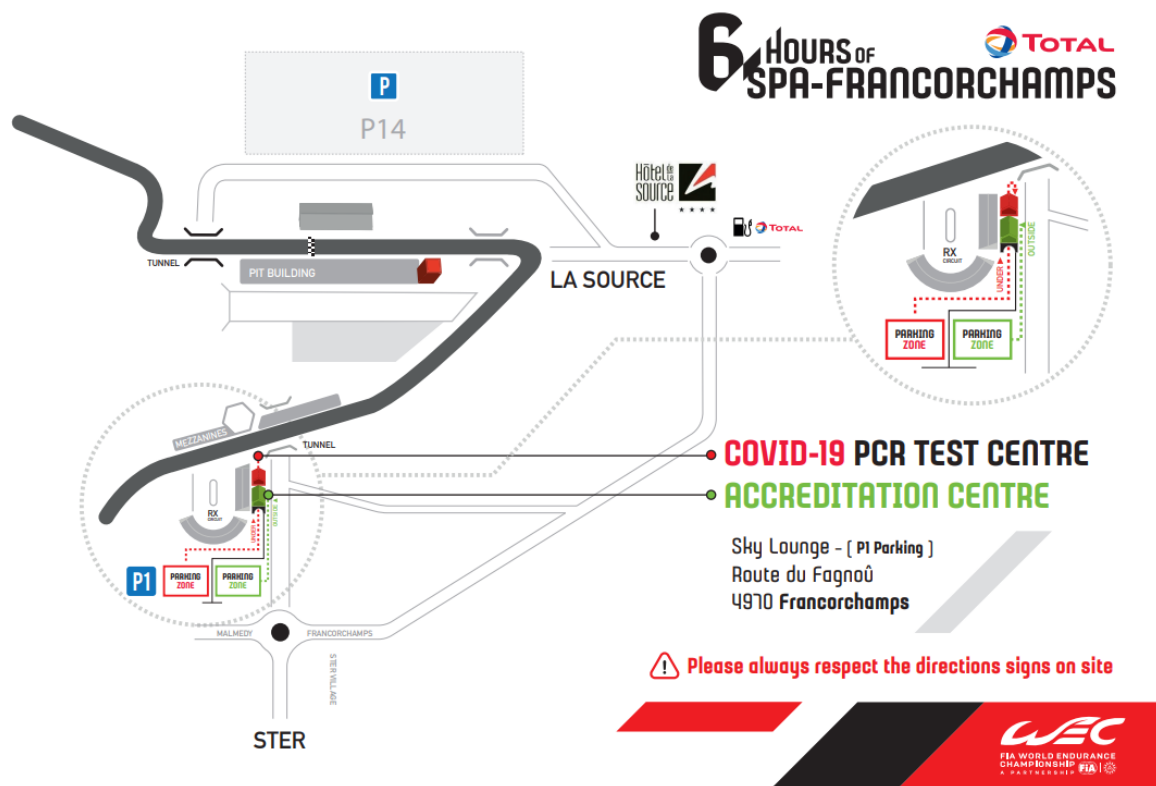 6 HOURS OF
SPA-FRANCORCHAMPS
TOTAL
P
P14
Hôtel de la
source
TOTAL
TUNNEL
PIT BUILDING
LA SOURCE
RX
CIRCUIT
UNDER
OUTSIDE
PARKING
ZONE
PARKING
ZONE
MEZZANINES
TUNNEL
RX
CIRCUIT
UNDER
OUTSIDE
P1
PARKING
ZONE
PARKING
ZONE
COVID-19 PCR TEST CENTRE
ACCREDITATION CENTRE
Sky Lounge - ( P1 Parking )
Route du Fagnoû
4970 Francorchamps
MALMEDY
FRANCORCHAMPS
STER VILLAGE
STER
! Please always respect the directions signs on site
WEC
FIA WORLD ENDURANCE
CHAMPIONSHIP
A PARTNERSHIP FIA